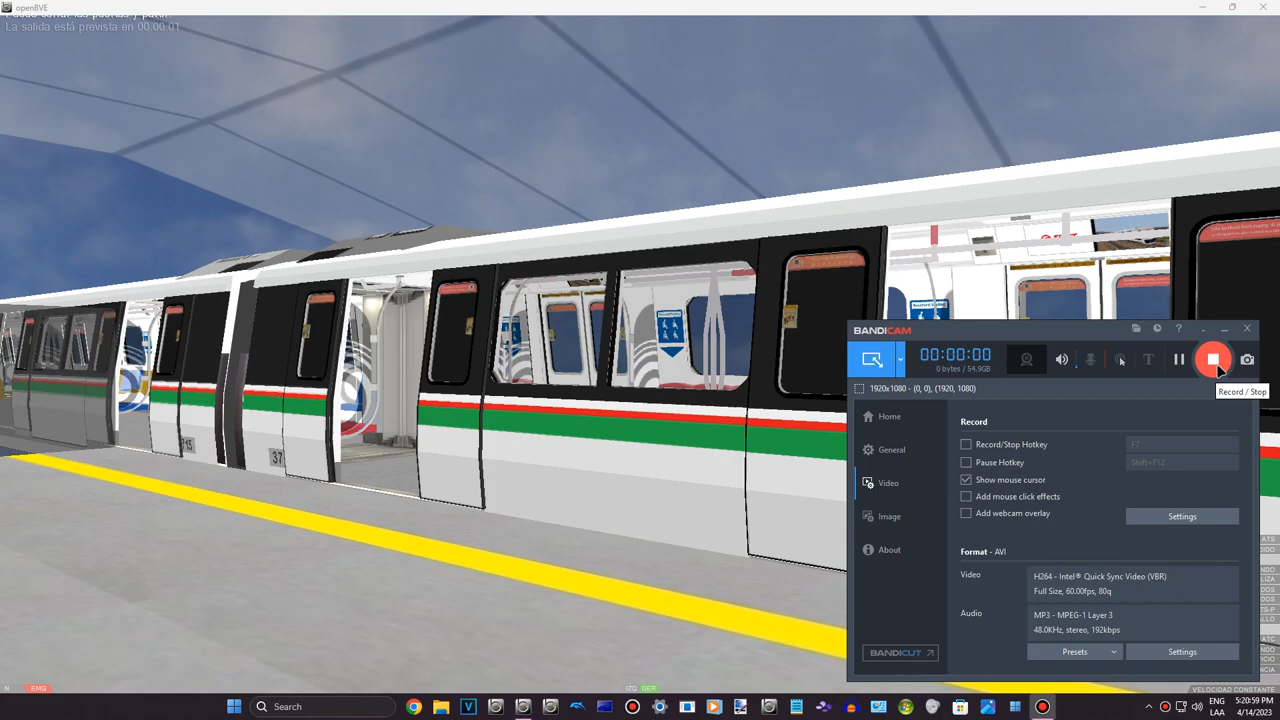 openBVE
La salida está prevista en 00:00:01.
715
37
BANDICAM
00:00:00
0 bytes / 54.9GB
1920x1080 - (0, 0), (1920, 1080)
Record / Stop
Home
General
Video
Image
About
BANDICUT
Record
Record/Stop Hotkey
F7
Pause Hotkey
Shift+F12
Show mouse cursor
Add mouse click effects
Add webcam overlay
Settings
Format - AVI
Video
H264 - Intel® Quick Sync Video (VBR)
Full Size, 60.00fps, 80q
Audio
MP3 - MPEG-1 Layer 3
48.0KHz, stereo, 192kbps
Presets
Settings
ATS
ATC
N
EMG
IZQ DER
VELOCIDAD CONSTANTE
Search
ENG
LAA
5:20:59 PM
4/14/2023